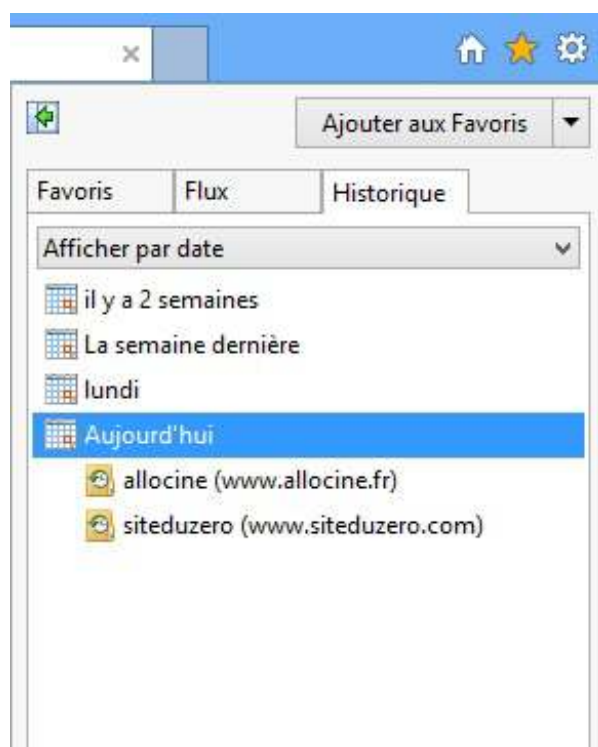 Ajouter aux Favoris
Favoris Flux Historique
Afficher par date
il y a 2 semaines
La semaine dernière
lundi
Aujourd'hui
allocine (www.allocine.fr)
siteduzero (www.siteduzero.com)